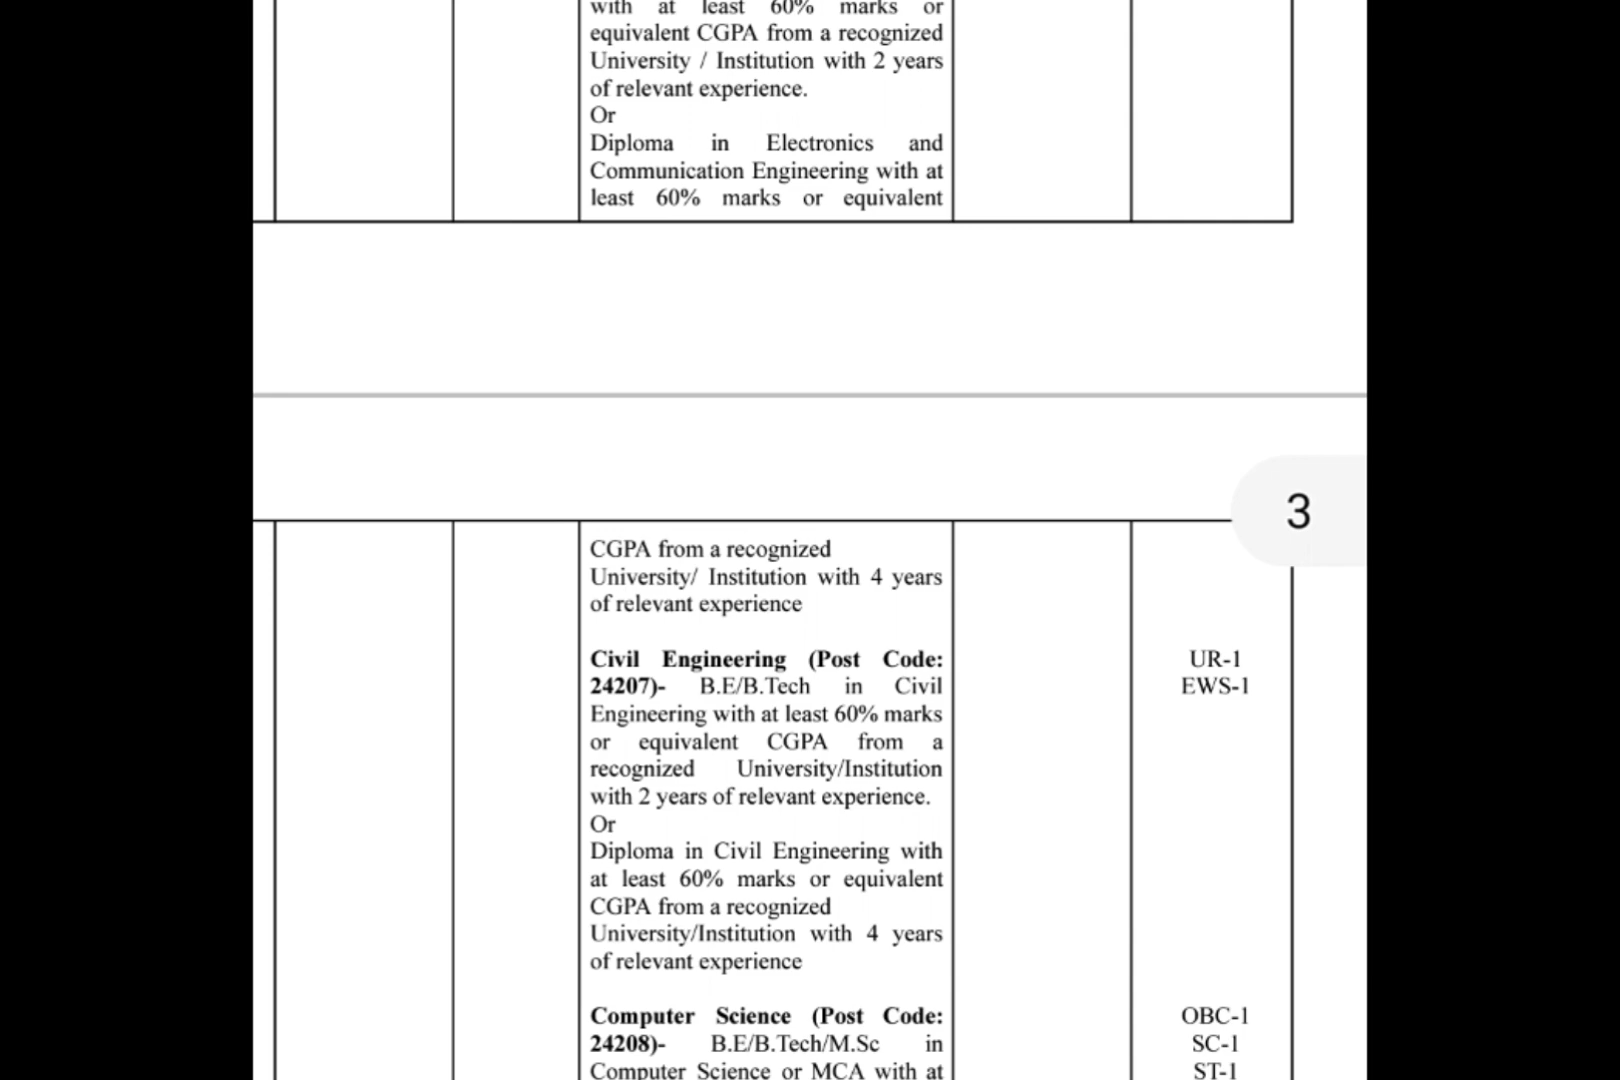 with at least 60% marks or
equivalent CGPA from a recognized
University / Institution with 2 years
of relevant experience.
Or
Diploma in Electronics and
Communication Engineering with at
least 60% marks or equivalent
3
CGPA from a recognized
University/ Institution with 4 years
of relevant experience
Civil Engineering (Post Code:
24207)- B.E/B.Tech in Civil
Engineering with at least 60% marks
or equivalent CGPA from a
recognized University/Institution
with 2 years of relevant experience.
Or
Diploma in Civil Engineering with
at least 60% marks or equivalent
CGPA from a recognized
University/Institution with 4 years
of relevant experience
UR-1
EWS-1
Computer Science (Post Code:
24208)- B.E/B.Tech/M.Sc in
Computer Science or MCA with at
OBC-1
SC-1
ST-1